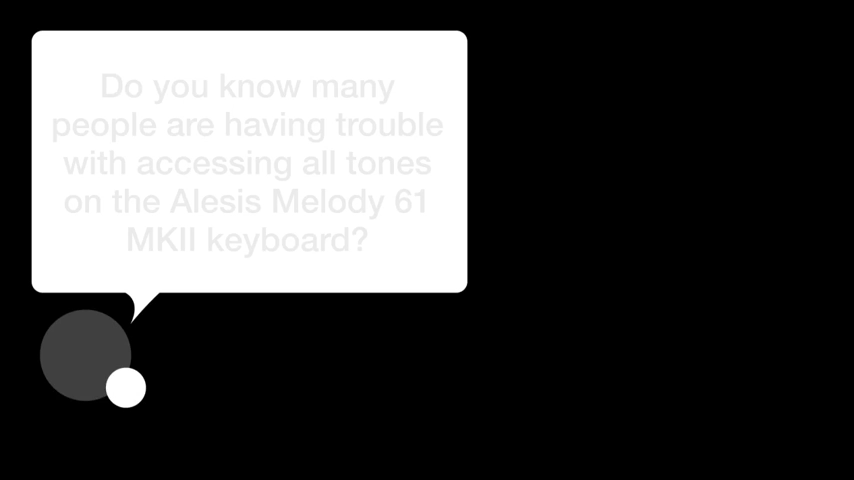 Do you know many
people are having trouble
with accessing all tones
on the Alesis Melody 61
MKII keyboard?